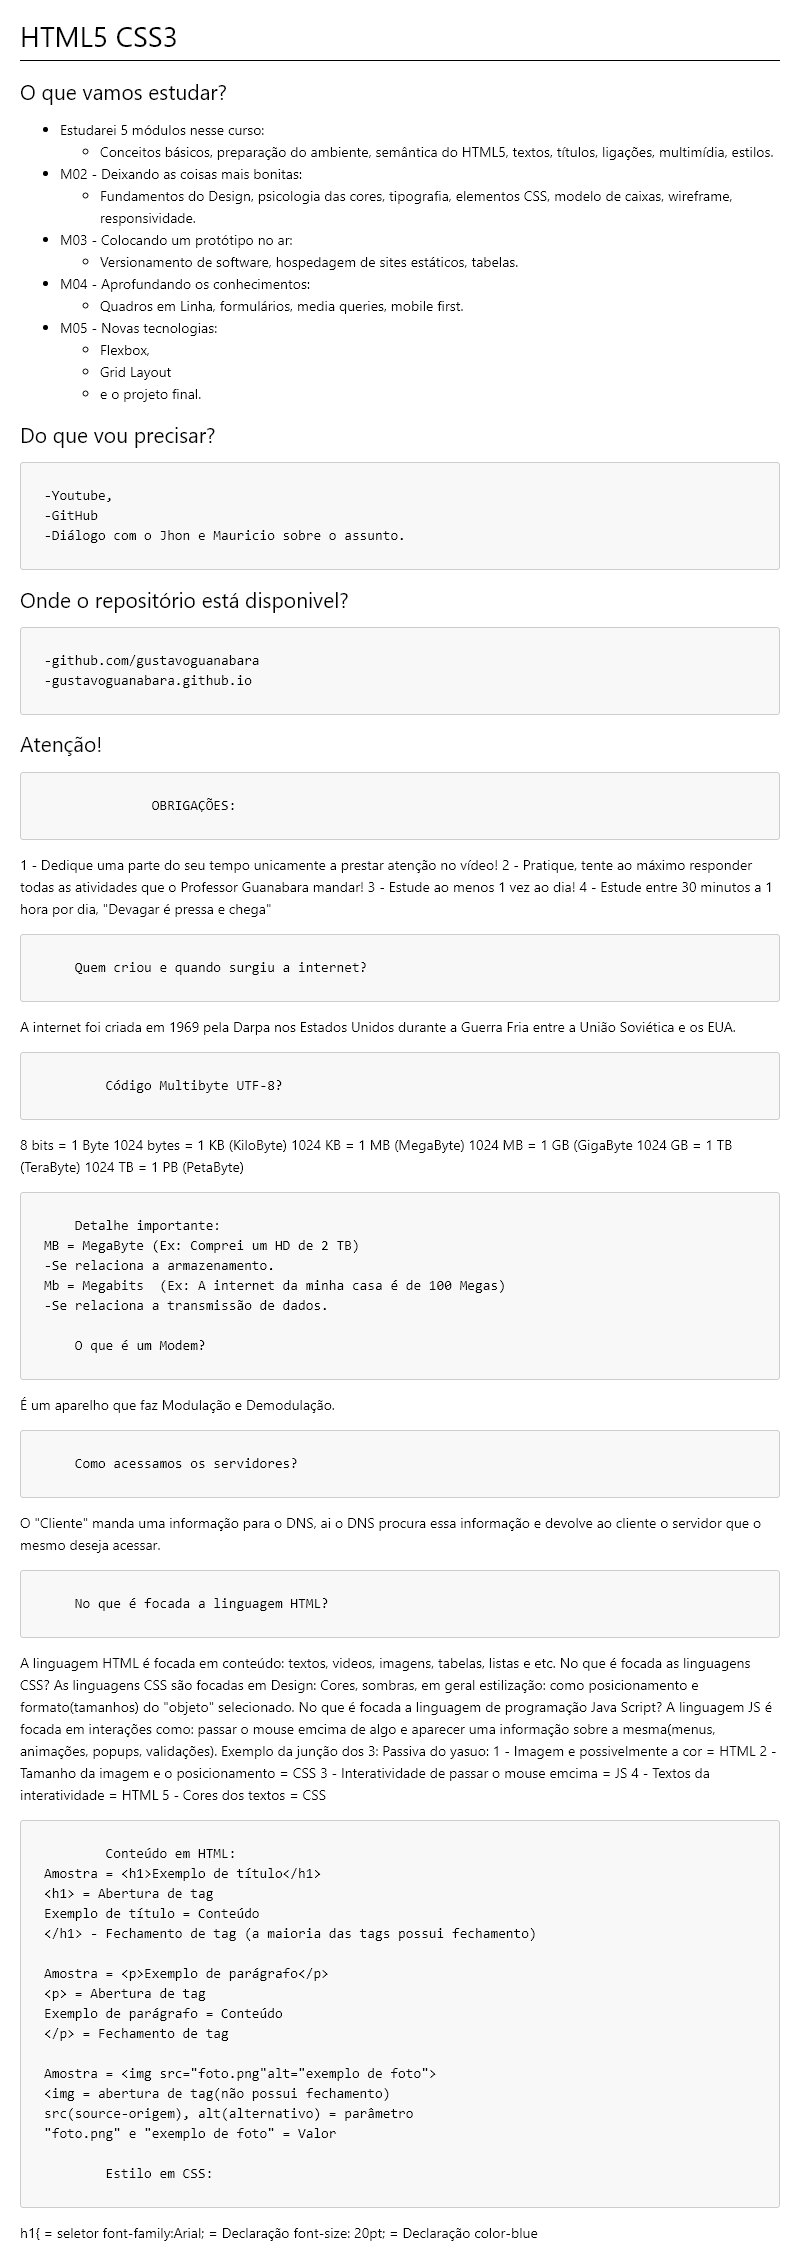 HTML5 CSS3
O que vamos estudar?
Estudarei 5 módulos nesse curso:
Conceitos básicos, preparação do ambiente, semântica do HTML5, textos, títulos, ligações, multimídia, estilos.
M02 - Deixando as coisas mais bonitas:
Fundamentos do Design, psicologia das cores, tipografia, elementos CSS, modelo de caixas, wireframe,
responsividade.
M03 - Colocando um protótipo no ar:
Versionamento de software, hospedagem de sites estáticos, tabelas.
M04 - Aprofundando os conhecimentos:
Quadros em Linha, formulários, media queries, mobile first.
M05 - Novas tecnologias:
Flexbox,
Grid Layout
e o projeto final.
Do que vou precisar?
-Youtube,
-GitHub
-Diálogo com o Jhon e Mauricio sobre o assunto.
Onde o repositório está disponivel?
-github.com/gustavoguanabara
-gustavoguanabara.github.io
Atenção!
OBRIGAÇÕES:
1 - Dedique uma parte do seu tempo unicamente a prestar atenção no vídeo! 2 - Pratique, tente ao máximo responder
todas as atividades que o Professor Guanabara mandar! 3 - Estude ao menos 1 vez ao dia! 4 - Estude entre 30 minutos a 1
hora por dia, "Devagar é pressa e chega"
Quem criou e quando surgiu a internet?
A internet foi criada em 1969 pela Darpa nos Estados Unidos durante a Guerra Fria entre a União Soviética e os EUA.
Código Multibyte UTF-8?
8 bits = 1 Byte 1024 bytes = 1 KB (KiloByte) 1024 KB = 1 MB (MegaByte) 1024 MB = 1 GB (GigaByte 1024 GB = 1 TB
(TeraByte) 1024 TB = 1 PB (PetaByte)
Detalhe importante:
MB = MegaByte (Ex: Comprei um HD de 2 TB)
-Se relaciona a armazenamento.
Mb = Megabits  (Ex: A internet da minha casa é de 100 Megas)
-Se relaciona a transmissão de dados.
O que é um Modem?
É um aparelho que faz Modulação e Demodulação.
Como acessamos os servidores?
O "Cliente" manda uma informação para o DNS, ai o DNS procura essa informação e devolve ao cliente o servidor que o
mesmo deseja acessar.
No que é focada a linguagem HTML?
A linguagem HTML é focada em conteúdo: textos, videos, imagens, tabelas, listas e etc. No que é focada as linguagens
CSS? As linguagens CSS são focadas em Design: Cores, sombras, em geral estilização: como posicionamento e
formato(tamanhos) do "objeto" selecionado. No que é focada a linguagem de programação Java Script? A linguagem JS é
focada em interações como: passar o mouse emcima de algo e aparecer uma informação sobre a mesma(menus,
animações, popups, validações). Exemplo da junção dos 3: Passiva do yasuo: 1 - Imagem e possivelmente a cor = HTML 2 -
Tamanho da imagem e o posicionamento = CSS 3 - Interatividade de passar o mouse emcima = JS 4 - Textos da
interatividade = HTML 5 - Cores dos textos = CSS
Conteúdo em HTML:
Amostra = <h1>Exemplo de título</h1>
<h1> = Abertura de tag
Exemplo de título = Conteúdo
</h1> - Fechamento de tag (a maioria das tags possui fechamento)
Amostra = <p>Exemplo de parágrafo</p>
<p> = Abertura de tag
Exemplo de parágrafo = Conteúdo
</p> = Fechamento de tag
Amostra = <img src="foto.png"alt="exemplo de foto">
<img = abertura de tag(não possui fechamento)
src(source-origem), alt(alternativo) = parâmetro
"foto.png" e "exemplo de foto" = Valor
Estilo em CSS:
h1{ = seletor font-family:Arial; = Declaração font-size: 20pt; = Declaração color-blue